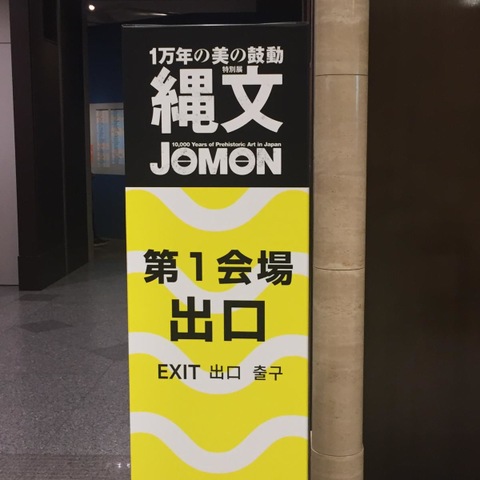 1万年の美の鼓動
特別展
縄文
10,000 Years of Prehistoric Art in Japan
JOMON
第1会場
出口
EXIT 出口 출구